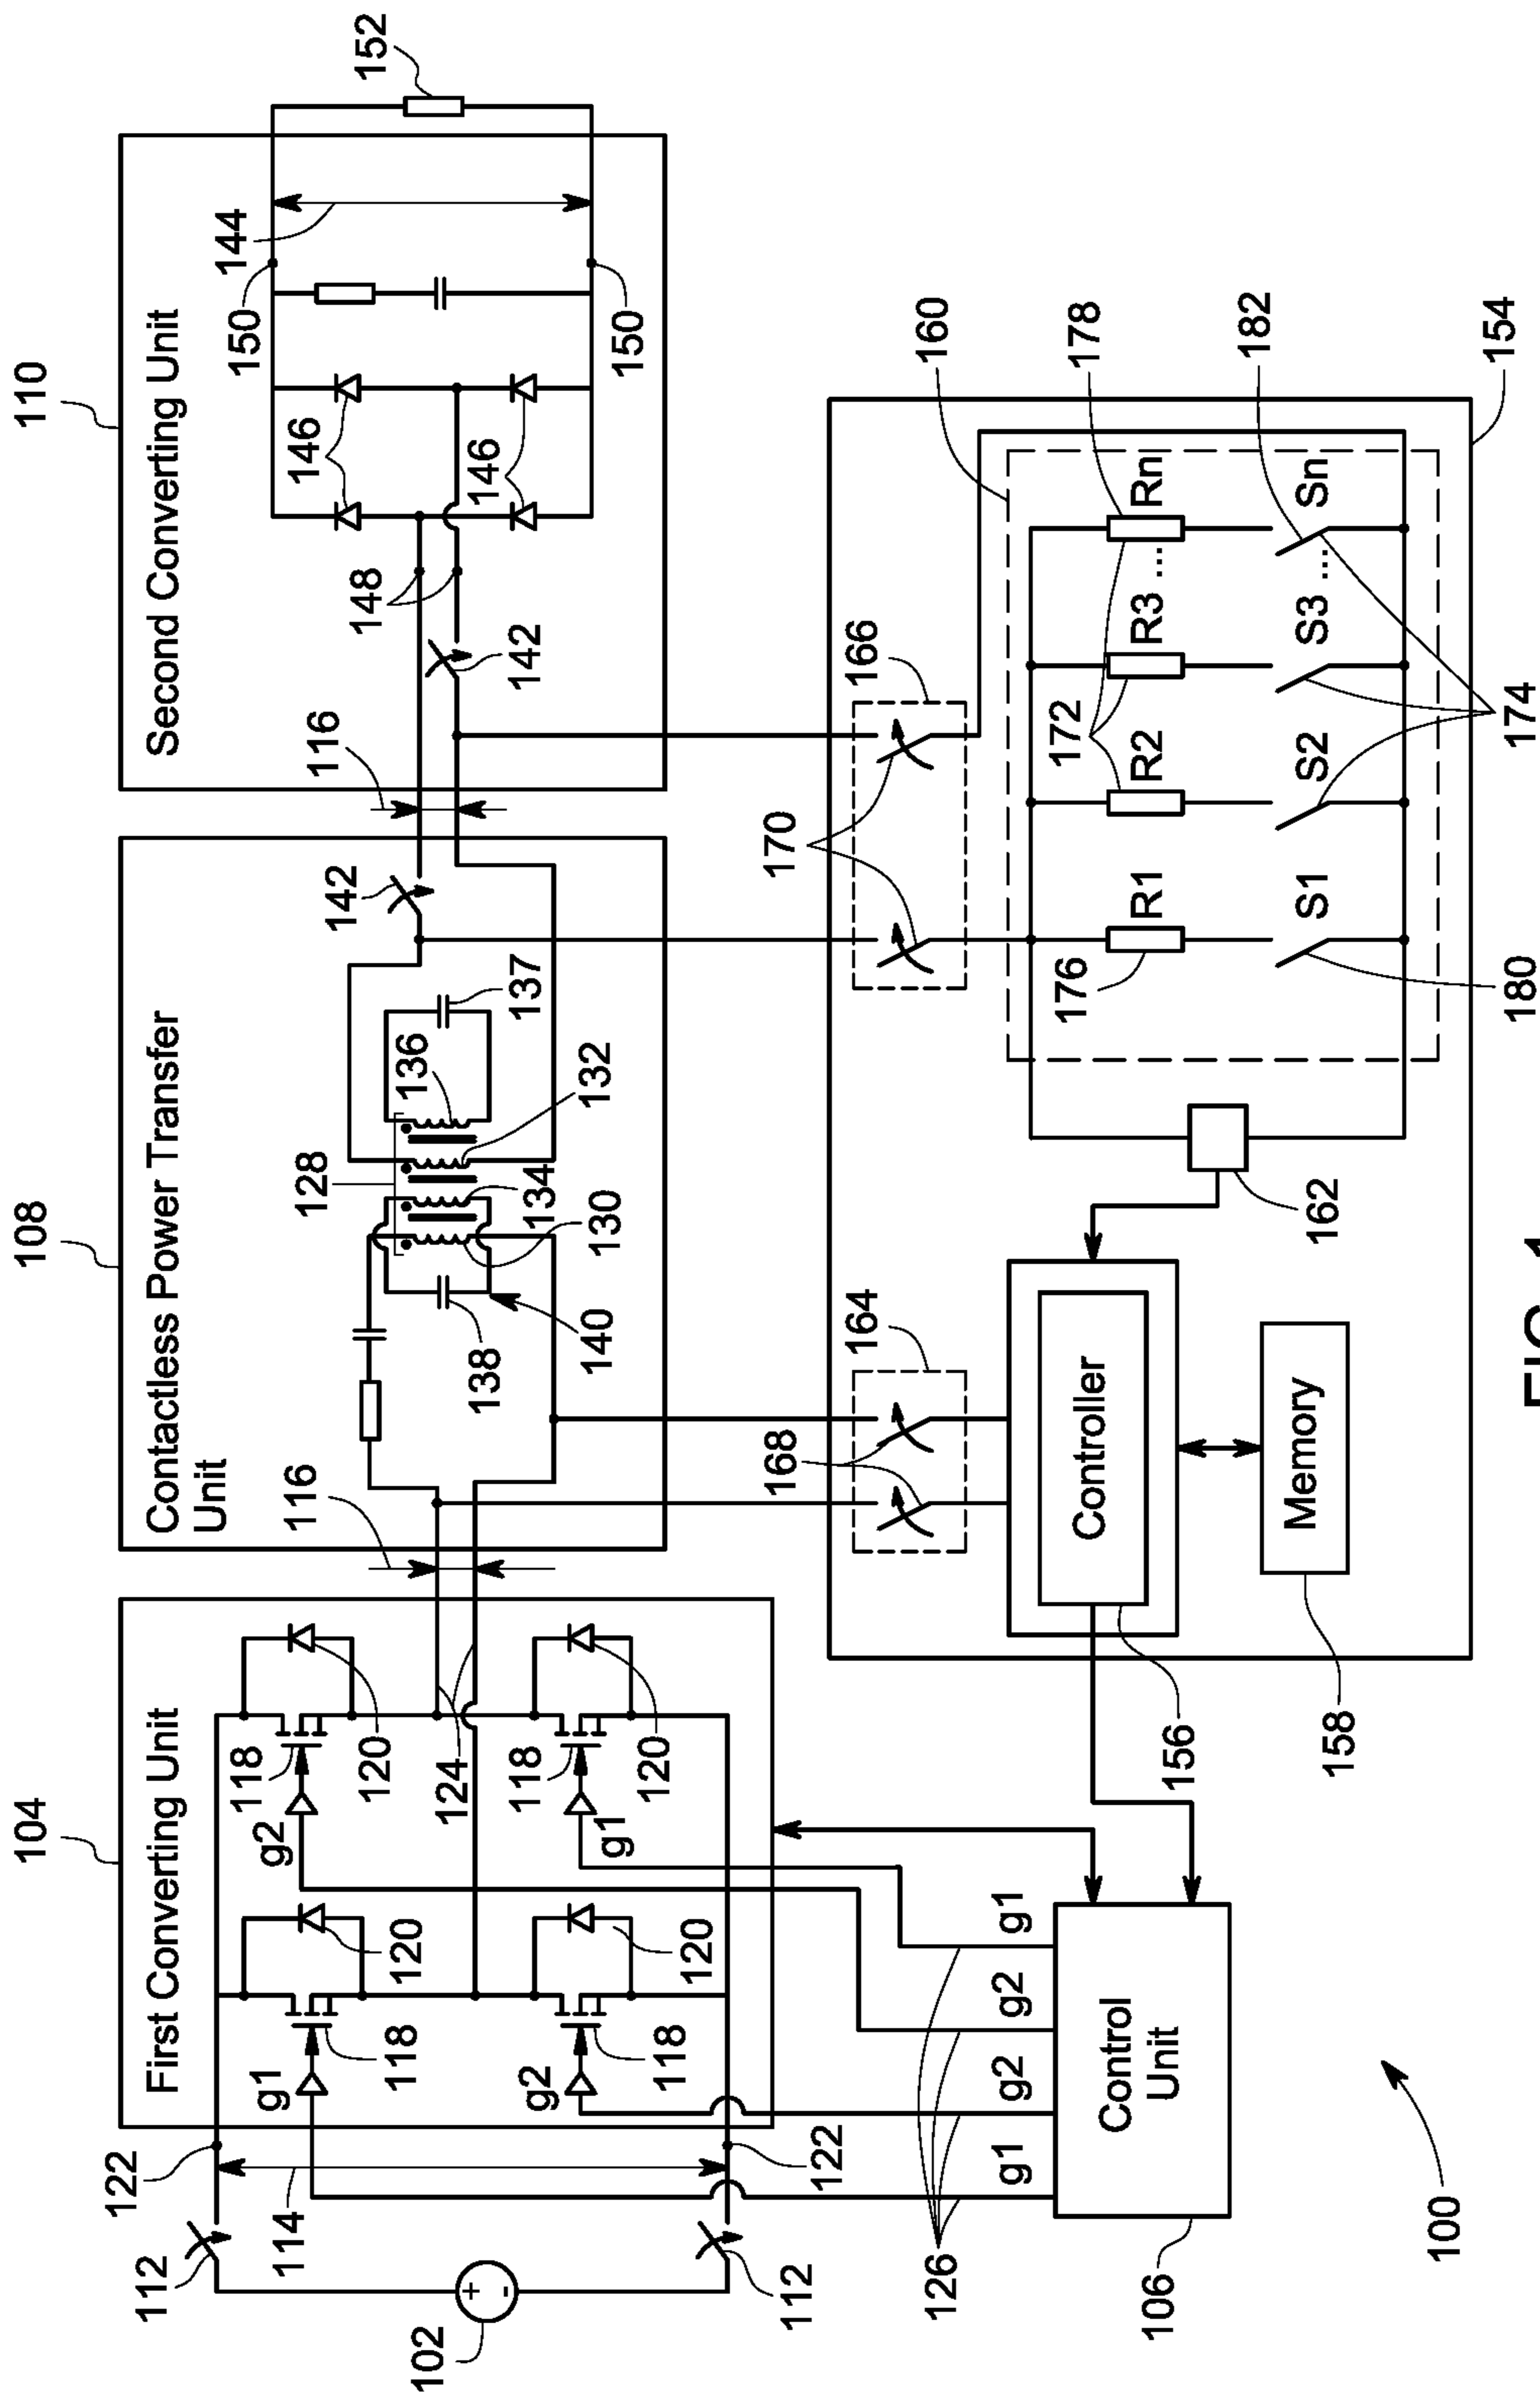 110
Second Converting Unit
152
144
150
150
146
146
148
142
116
108
Contactless Power Transfer
Unit
142
137
136
132
128
134
130
140
138
116
104
First Converting Unit
118
120
g2
124
118
120
g1
120
120
g1
118
g2
118
122
122
114
112
112
102
g1
g2
g2
g1
126
Control
Unit
106
100
160
178
182
154
166
170
172
R1
R2
R3
...
Rn
S1
S2
S3
...
Sn
174
176
180
162
164
168
Controller
Memory
156
158
FIG. 1